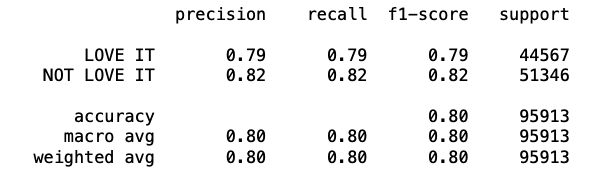 precision recall f1-score support
LOVE IT 0.79 0.79 0.79 44567
NOT LOVE IT 0.82 0.82 0.82 51346
accuracy 0.80 95913
macro avg 0.80 0.80 0.80 95913
weighted avg 0.80 0.80 0.80 95913